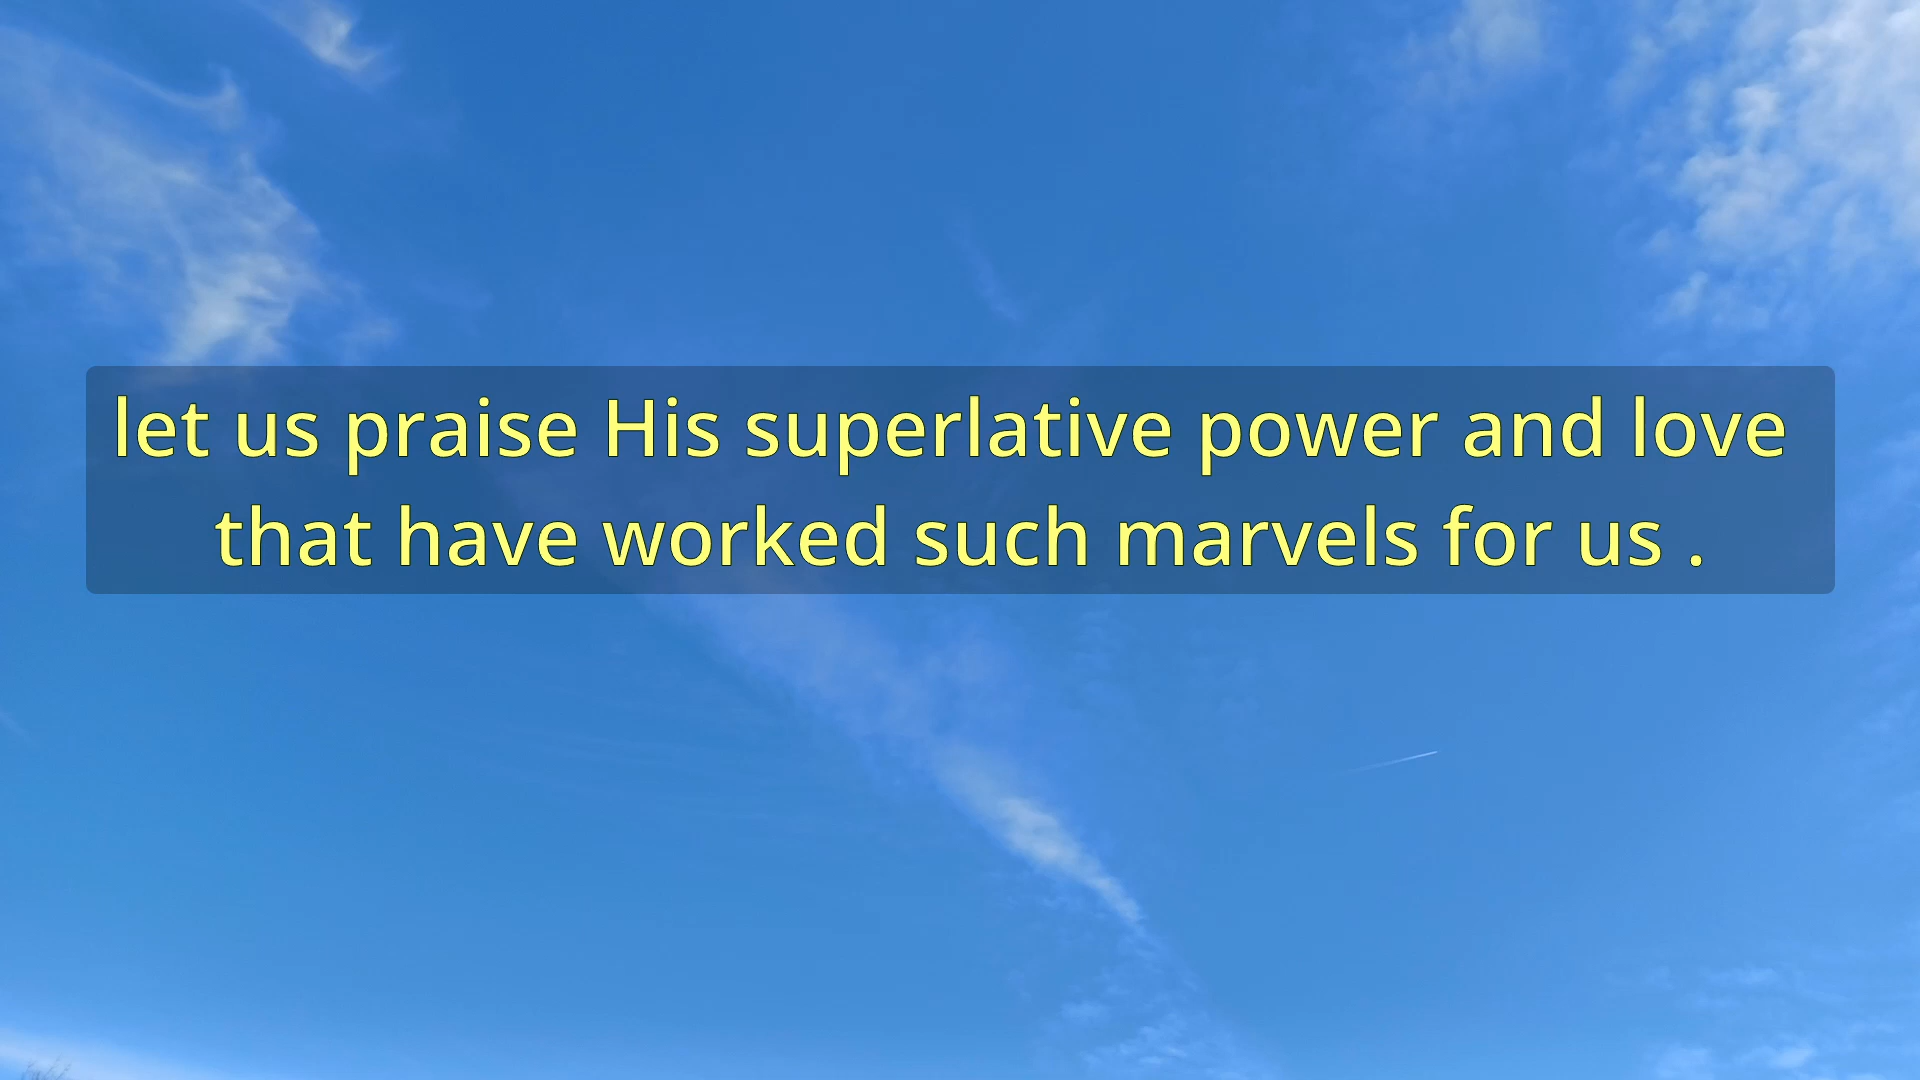 let us praise His superlative power and love
that have worked such marvels for us .